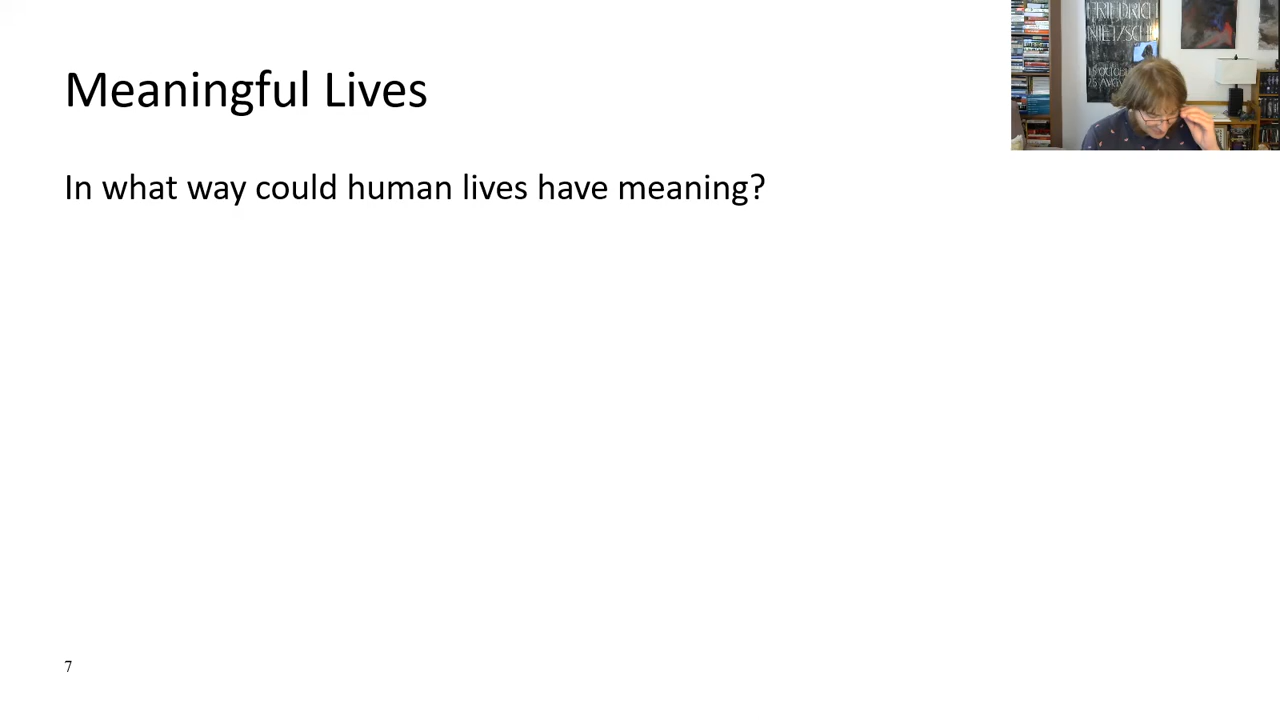 Meaningful Lives
In what way could human lives have meaning?
7
FRIEDRICH
NIETZSCHE